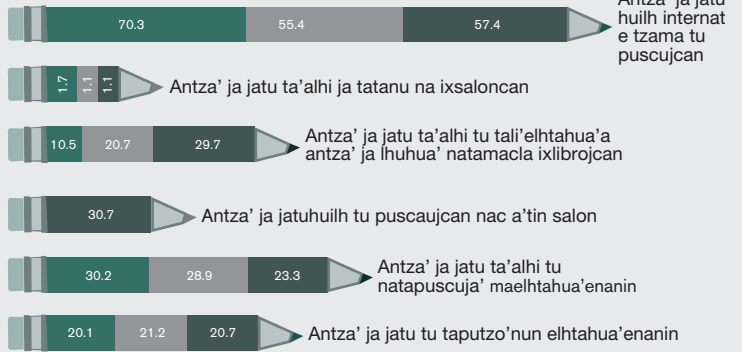 Antza' ja jatu
huilh internat
e tzama tu
puscujcan
70.3 55.4 57.4
1.7 1.1 1.1
Antza' ja jatu ta'alhi ja tatanu na ixsaloncan
10.5 20.7 29.7
Antza' ja jatu ta'alhi tu tali'elhtahua'a
antza' ja lhuhua' natamacla ixlibrojcan
30.7
Antza' ja jatuhuilh tu puscaujcan nac a'tin salon
30.2 28.9 23.3
Antza' ja jatu ta'alhi tu
natapuscuja' maelhtahua'enanin
20.1 21.2 20.7
Antza' ja jatu tu taputzo'nun elhtahua'enanin